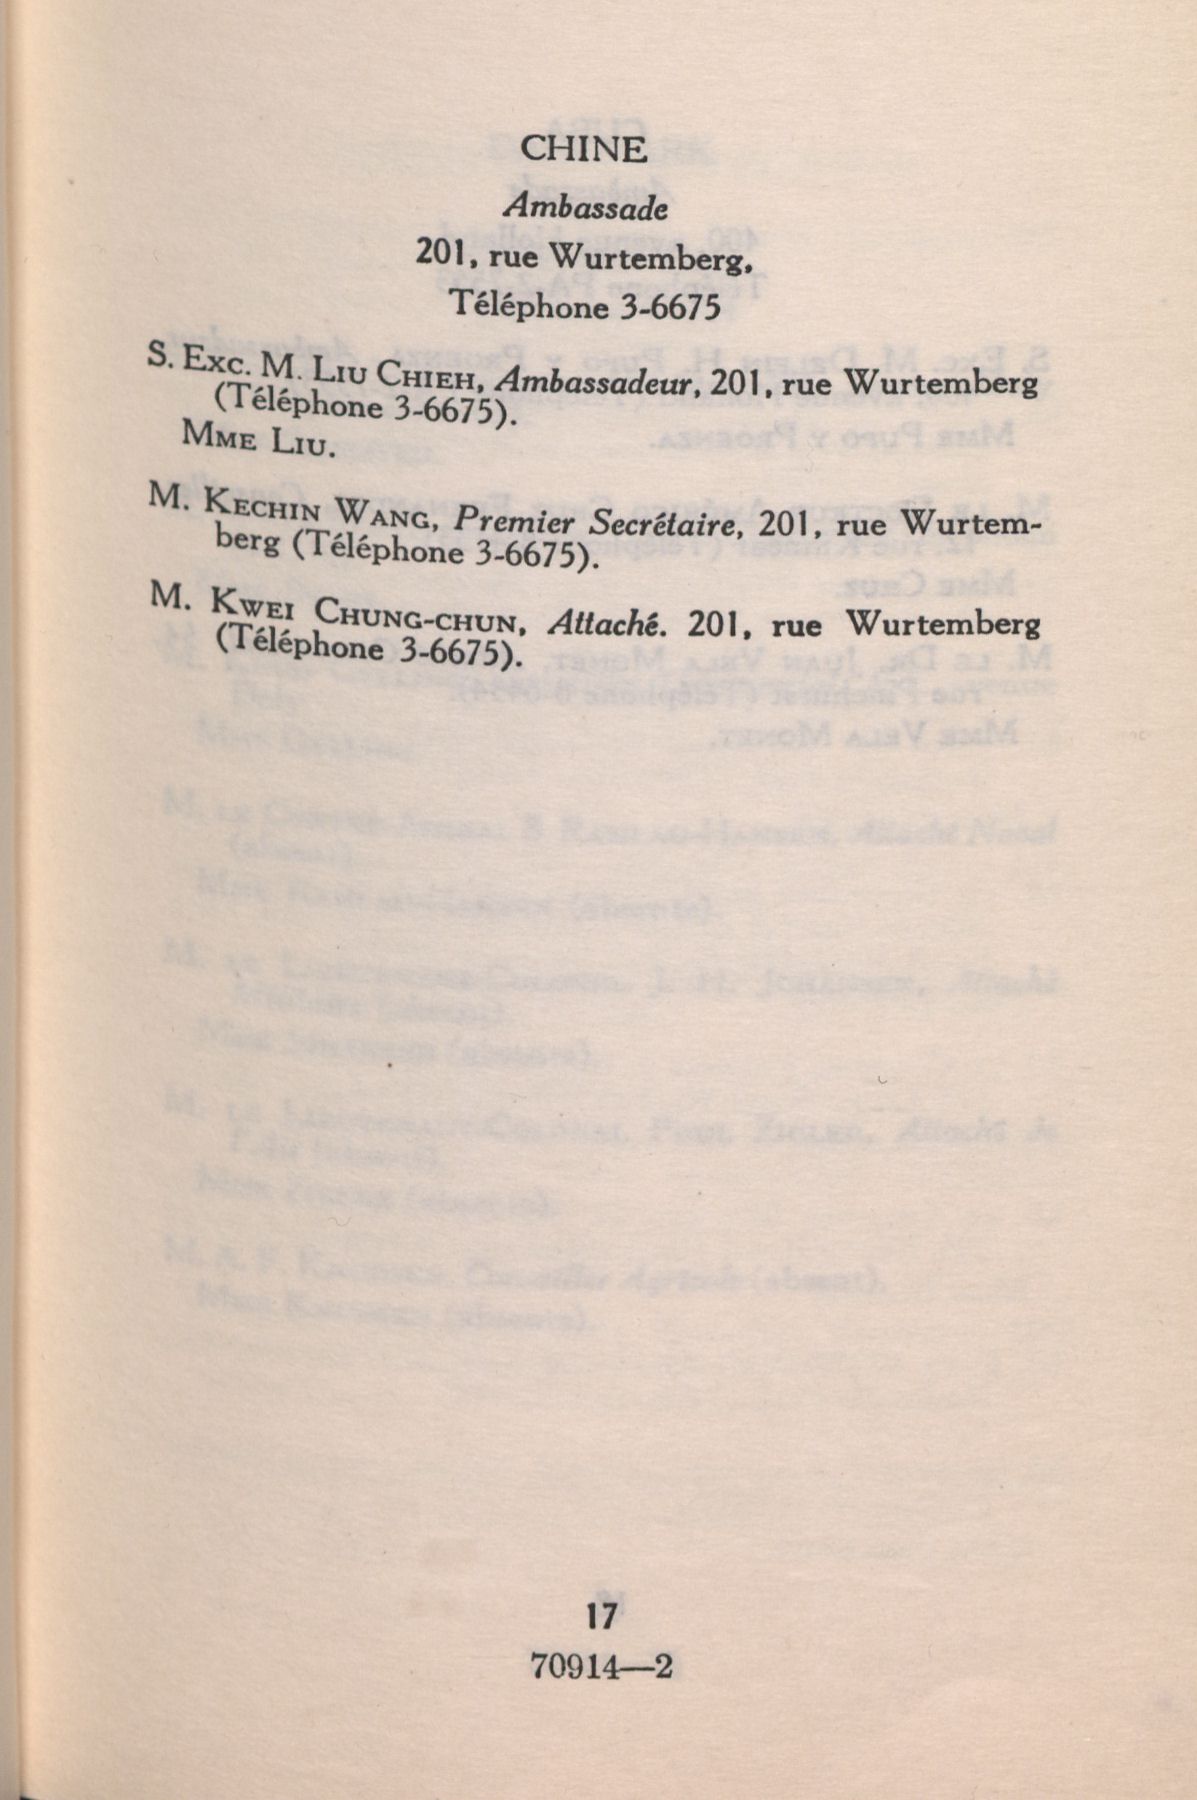 CHINE
Ambassade
201, rue Wurtemberg,
Téléphone 3-6675
S. Exc. M. Liu Chieh, Ambassadeur, 201, rue Wurtemberg
(Téléphone 3-6675).
Mme Liu.
M. Kechin Wang, Premier Secrétaire, 201, rue Wurtem-
berg (Téléphone 3-6675).
M. Kwei Chung-chun, Attaché. 201, rue Wurtemberg
(Téléphone 3-6675).
17
70914—2